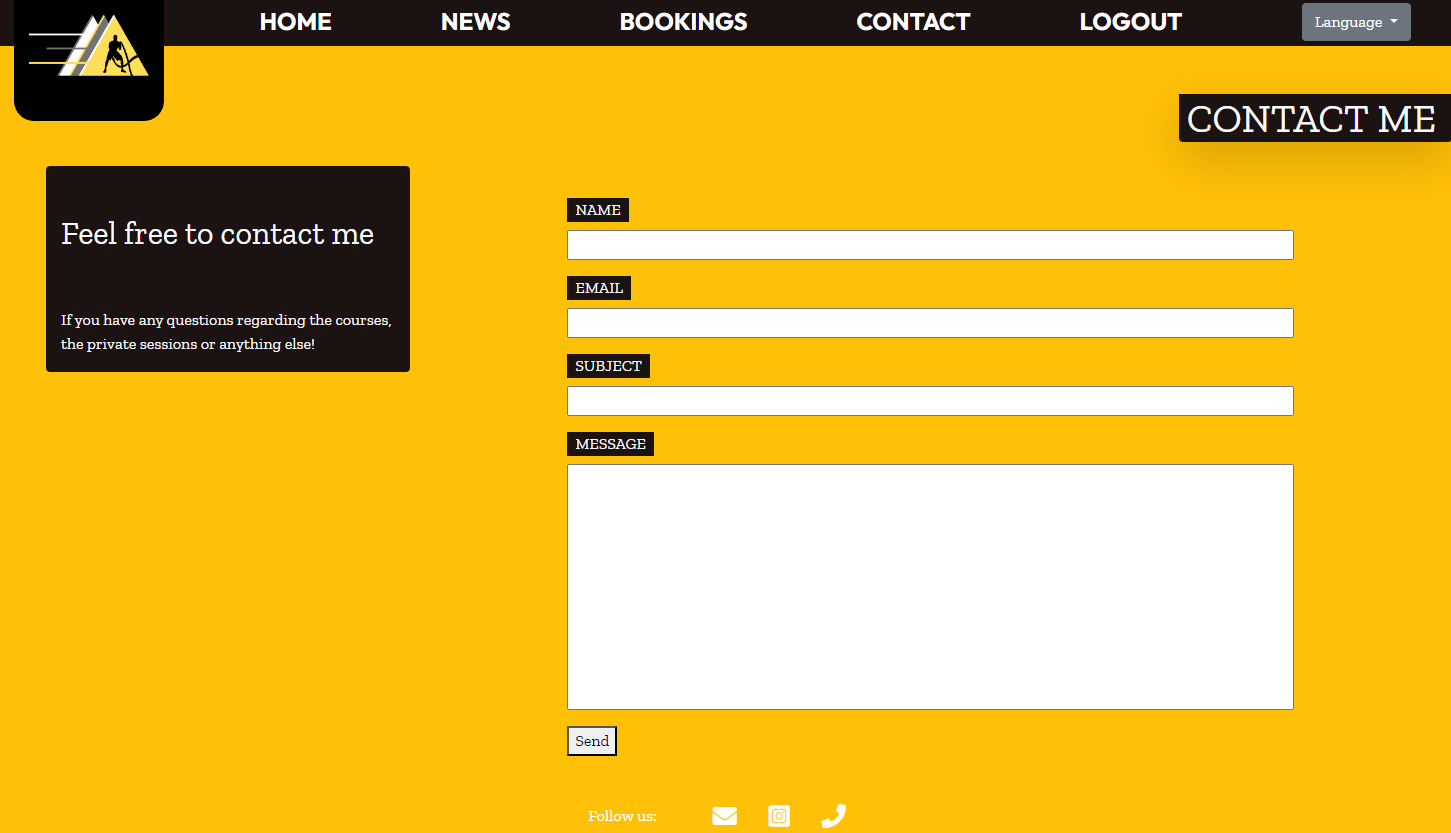 HOME NEWS BOOKINGS CONTACT LOGOUT Language
CONTACT ME
Feel free to contact me
If you have any questions regarding the courses,
the private sessions or anything else!
NAME
EMAIL
SUBJECT
MESSAGE
Send
Follow us: